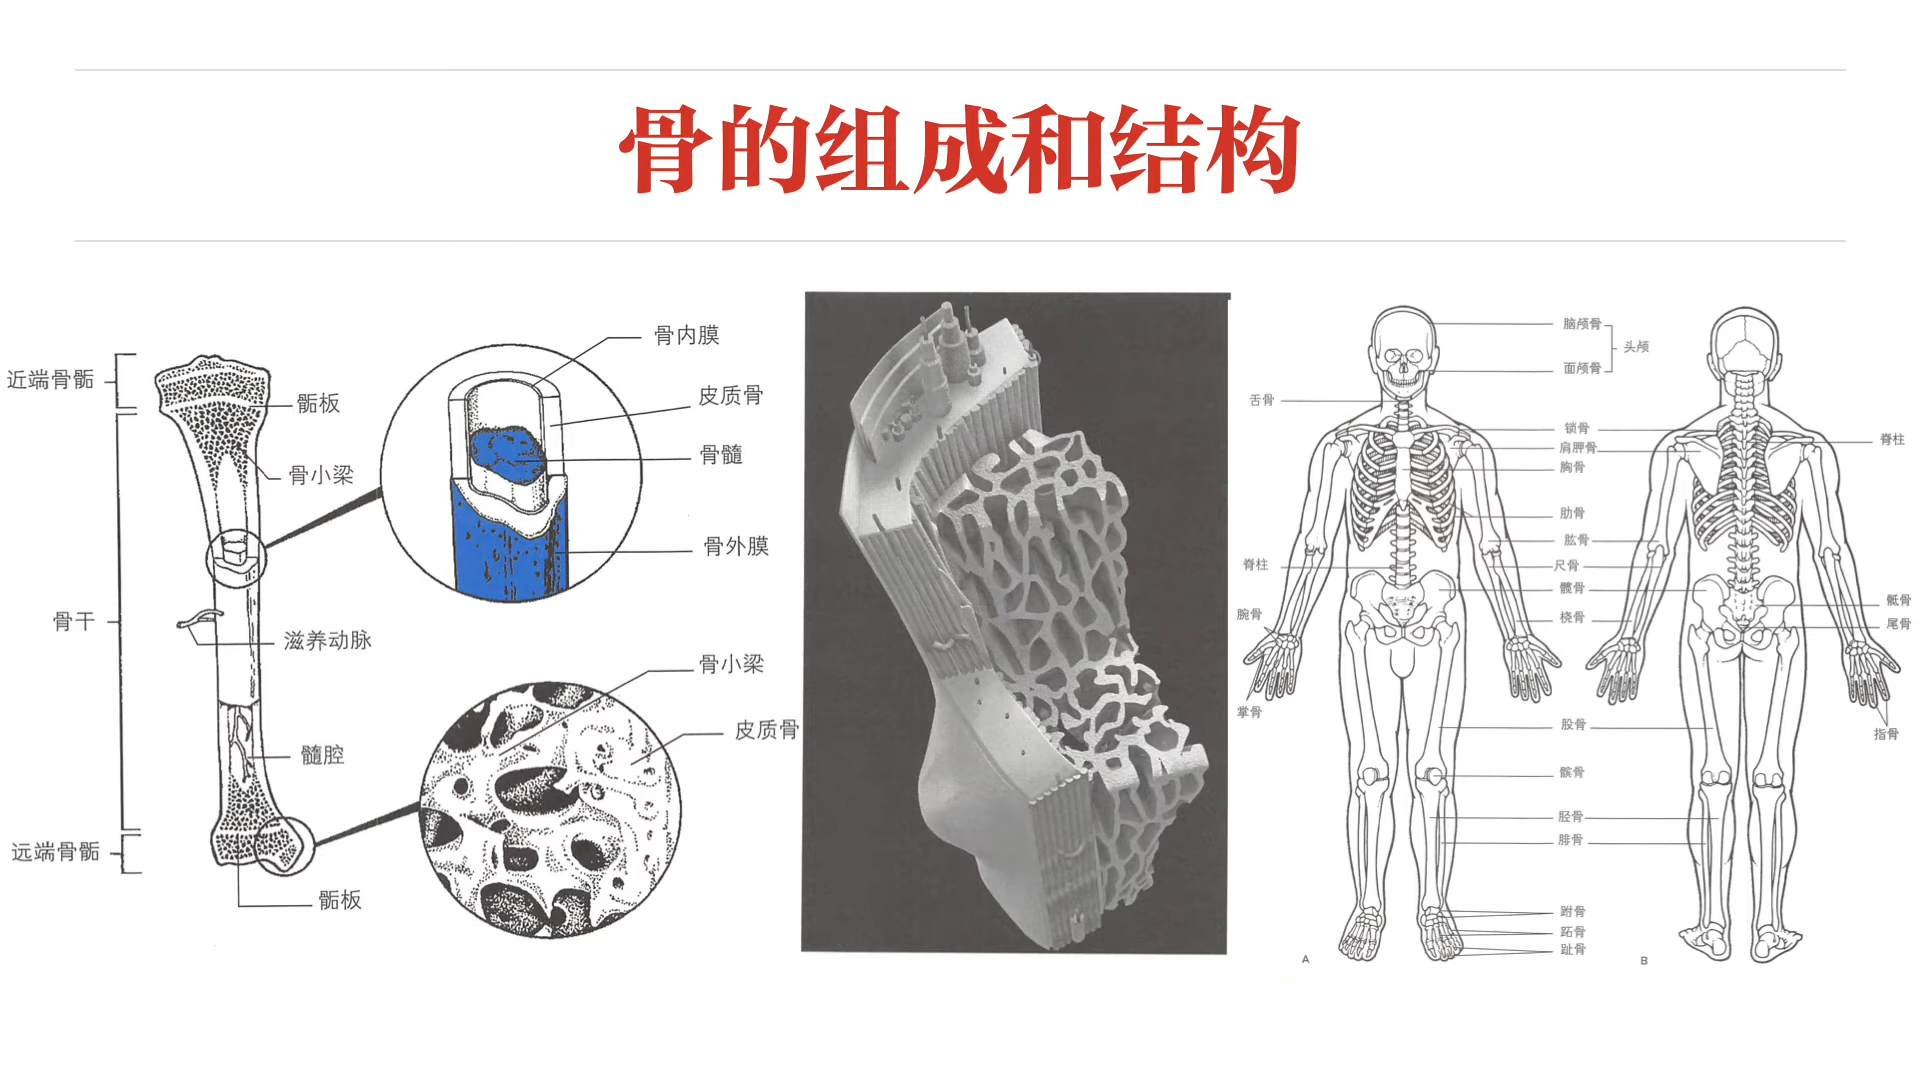 骨的组成和结构
近端骨骺
骺板
骨小梁
骨干
滋养动脉
髓腔
远端骨骺
骺板
骨内膜
皮质骨
骨髓
骨外膜
骨小梁
皮质骨
脑颅骨
头颅
面颅骨
舌骨
锁骨
肩胛骨
胸骨
脊柱
肋骨
肱骨
脊柱
尺骨
髋骨
骶骨
腕骨
桡骨
尾骨
掌骨
股骨
指骨
髌骨
胫骨
腓骨
跗骨
跖骨
趾骨
A
B